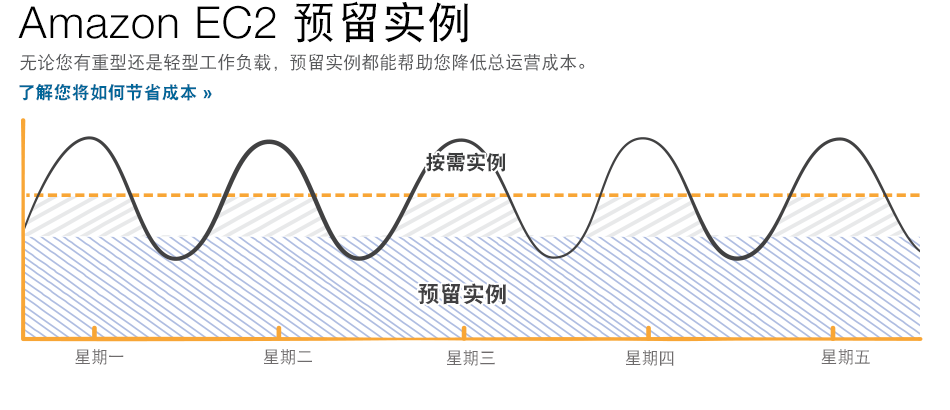 Amazon EC2 预留实例
无论您有重型还是轻型工作负载，预留实例都能帮助您降低总运营成本。
了解您将如何节省成本 »
按需实例
预留实例
星期一 星期二 星期三 星期四 星期五